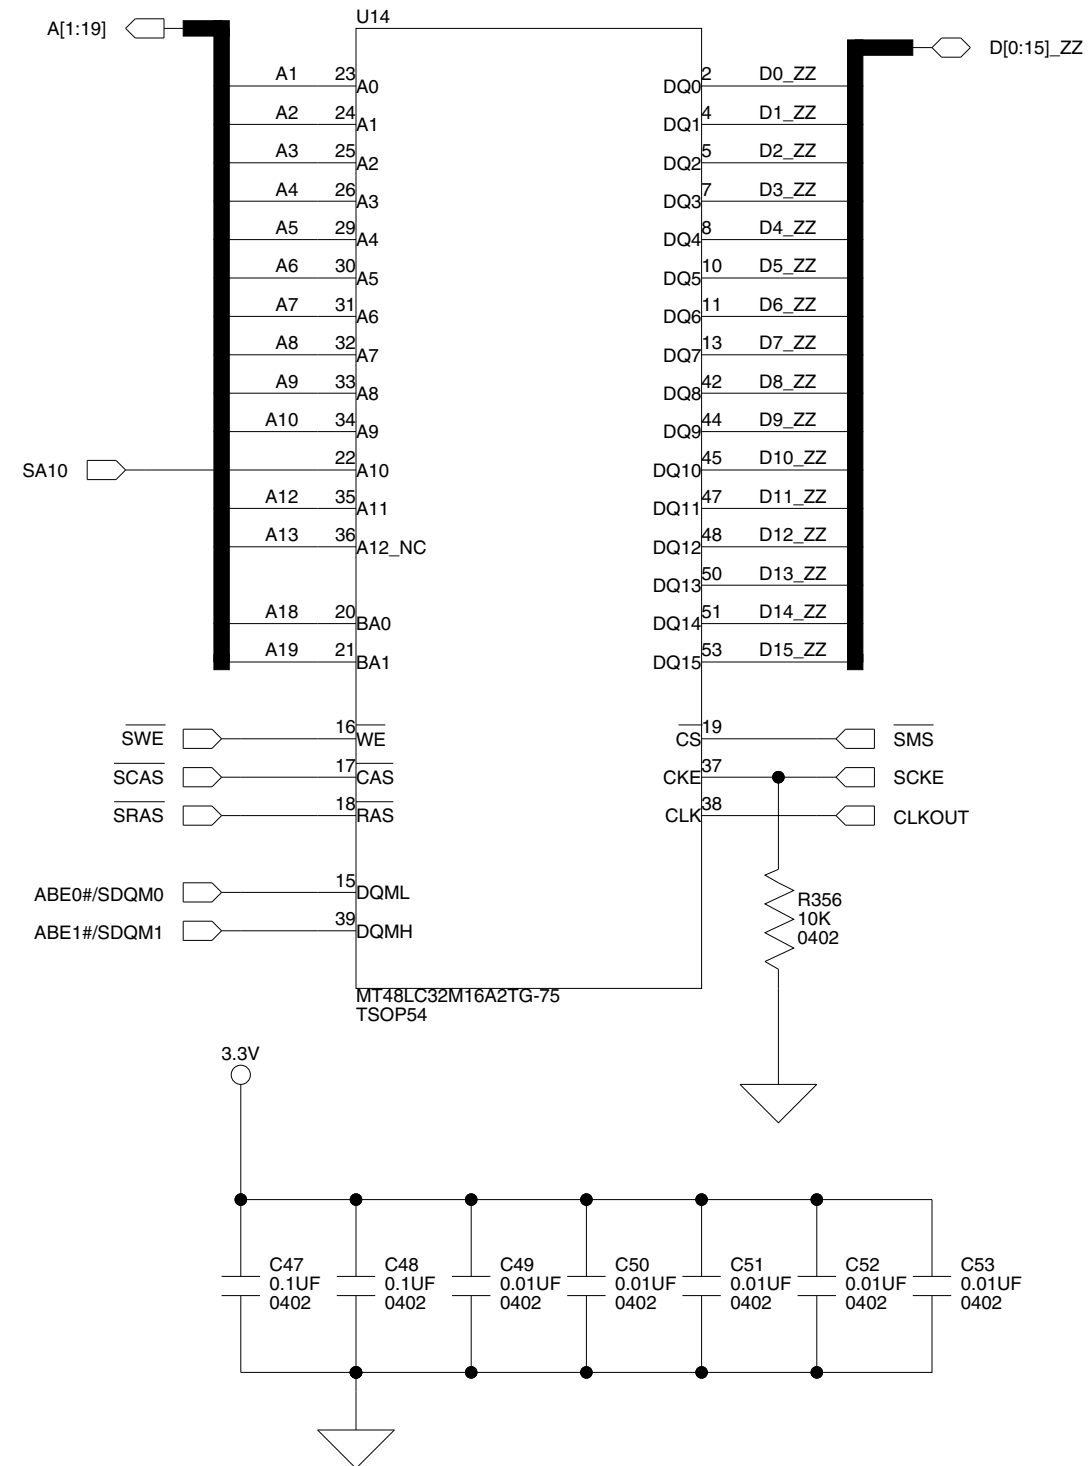 U14
A[1:19]
D[0:15]_ZZ
A1 23 A0 DQ0 2 D0_ZZ
A2 24 A1 DQ1 4 D1_ZZ
A3 25 A2 DQ2 5 D2_ZZ
A4 26 A3 DQ3 7 D3_ZZ
A5 29 A4 DQ4 8 D4_ZZ
A6 30 A5 DQ5 10 D5_ZZ
A7 31 A6 DQ6 11 D6_ZZ
A8 32 A7 DQ7 13 D7_ZZ
A9 33 A8 DQ8 42 D8_ZZ
A10 34 A9 DQ9 44 D9_ZZ
SA10 22 A10 DQ10 45 D10_ZZ
A12 35 A11 DQ11 47 D11_ZZ
A13 36 A12_NC DQ12 48 D12_ZZ
DQ13 50 D13_ZZ
A18 20 BA0 DQ14 51 D14_ZZ
A19 21 BA1 DQ15 53 D15_ZZ
SWE 16 WE CS 19 SMS
SCAS 17 CAS CKE 37 SCKE
SRAS 18 RAS CLK 38 CLKOUT
ABE0#/SDQM0 15 DQML
ABE1#/SDQM1 39 DQMH
R356
10K
0402
MT48LC32M16A2TG-75
TSOP54
3.3V
C47 C48 C49 C50 C51 C52 C53
0.1UF 0.1UF 0.01UF 0.01UF 0.01UF 0.01UF 0.01UF
0402 0402 0402 0402 0402 0402 0402